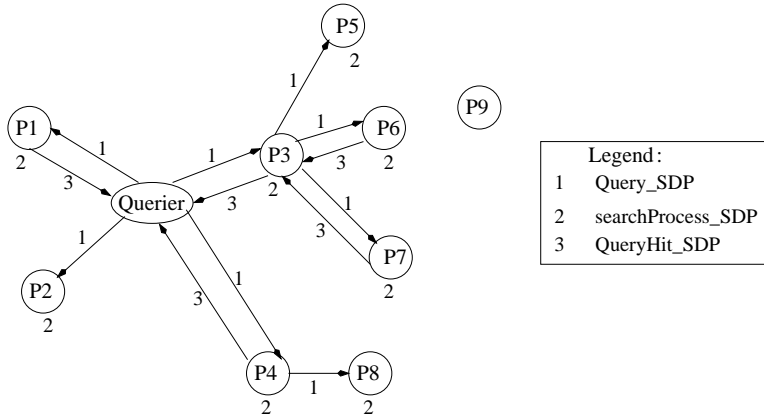 P5
2
1
P9
P1
1
P6
1
1
2
3
2
P3
3
1
2
Legend:
1 Query_SDP
2 searchProcess_SDP
3 QueryHit_SDP
Querier
3
1
3
P7
1
2
P2
1
3
2
P4
1
P8
2
2